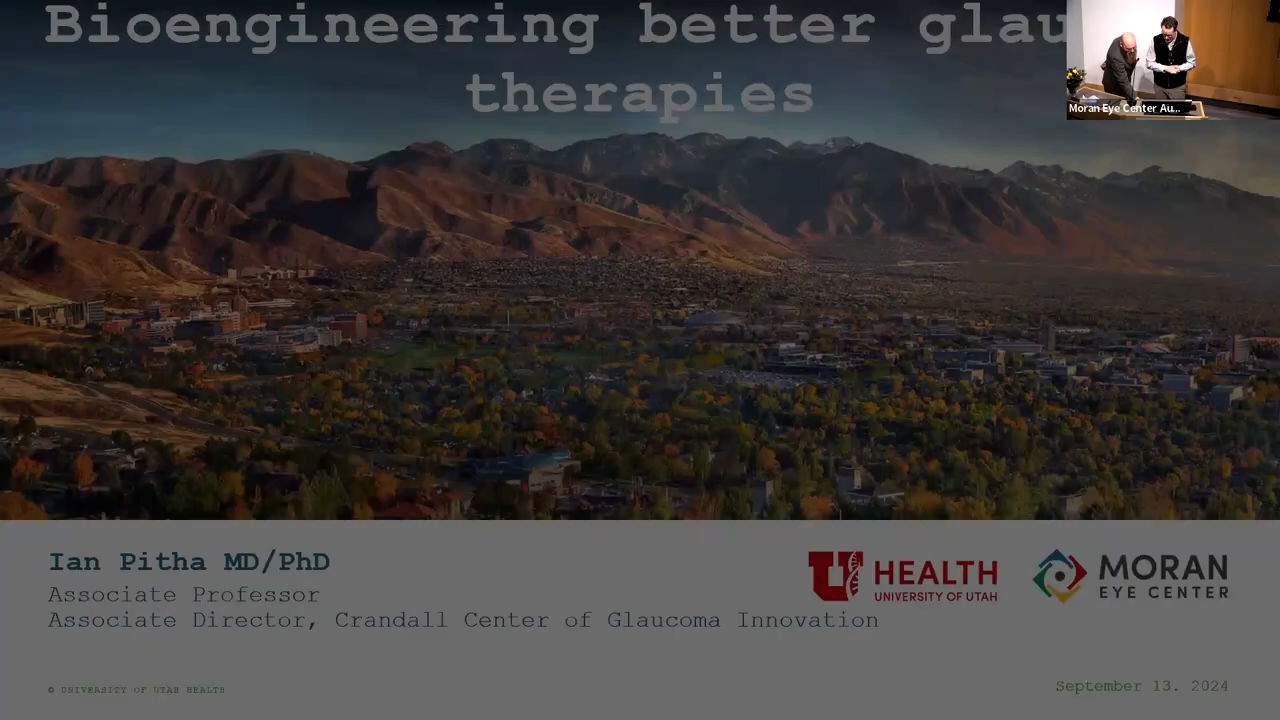 Bioengineering better glau
therapies
Moran Eye Center Au...
Ian Pitha MD/PhD
Associate Professor
Associate Director, Crandall Center of Glaucoma Innovation
U HEALTH
UNIVERSITY OF UTAH
MORAN
EYE CENTER
© UNIVERSITY OF UTAH HEALTH
September 13. 2024